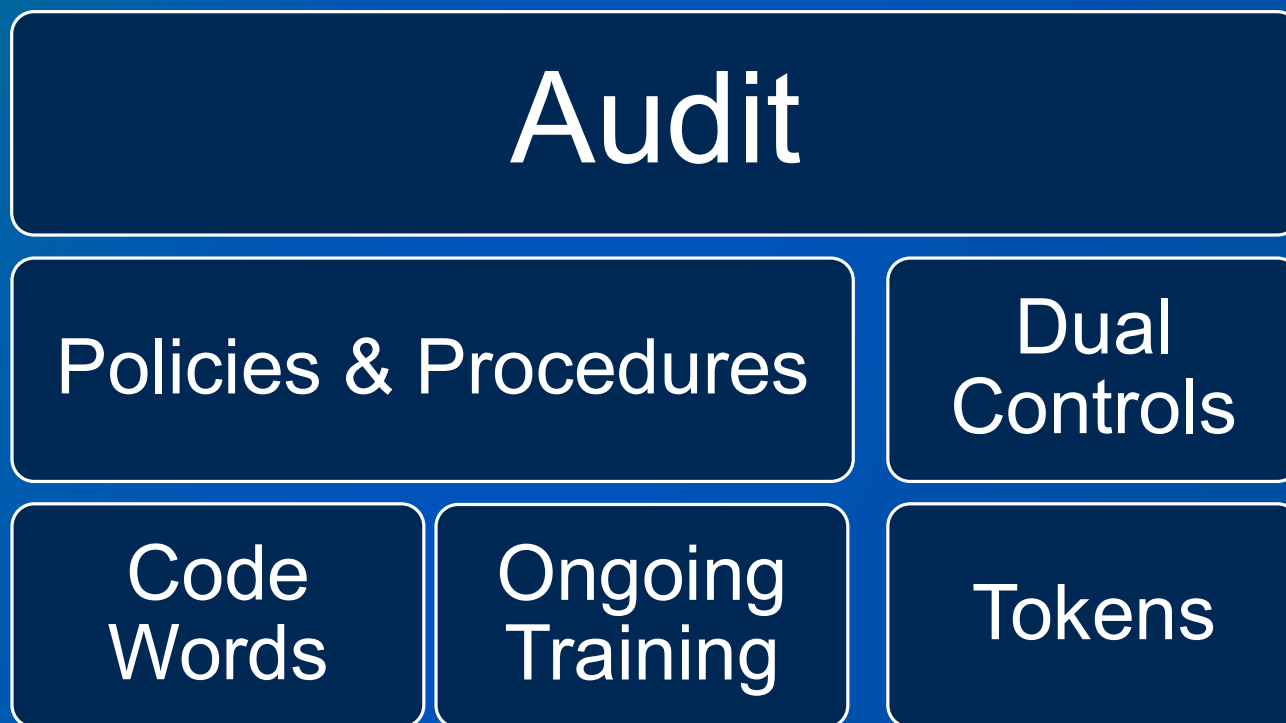 Audit
Policies & Procedures
Dual
Controls
Code
Words
Ongoing
Training
Tokens